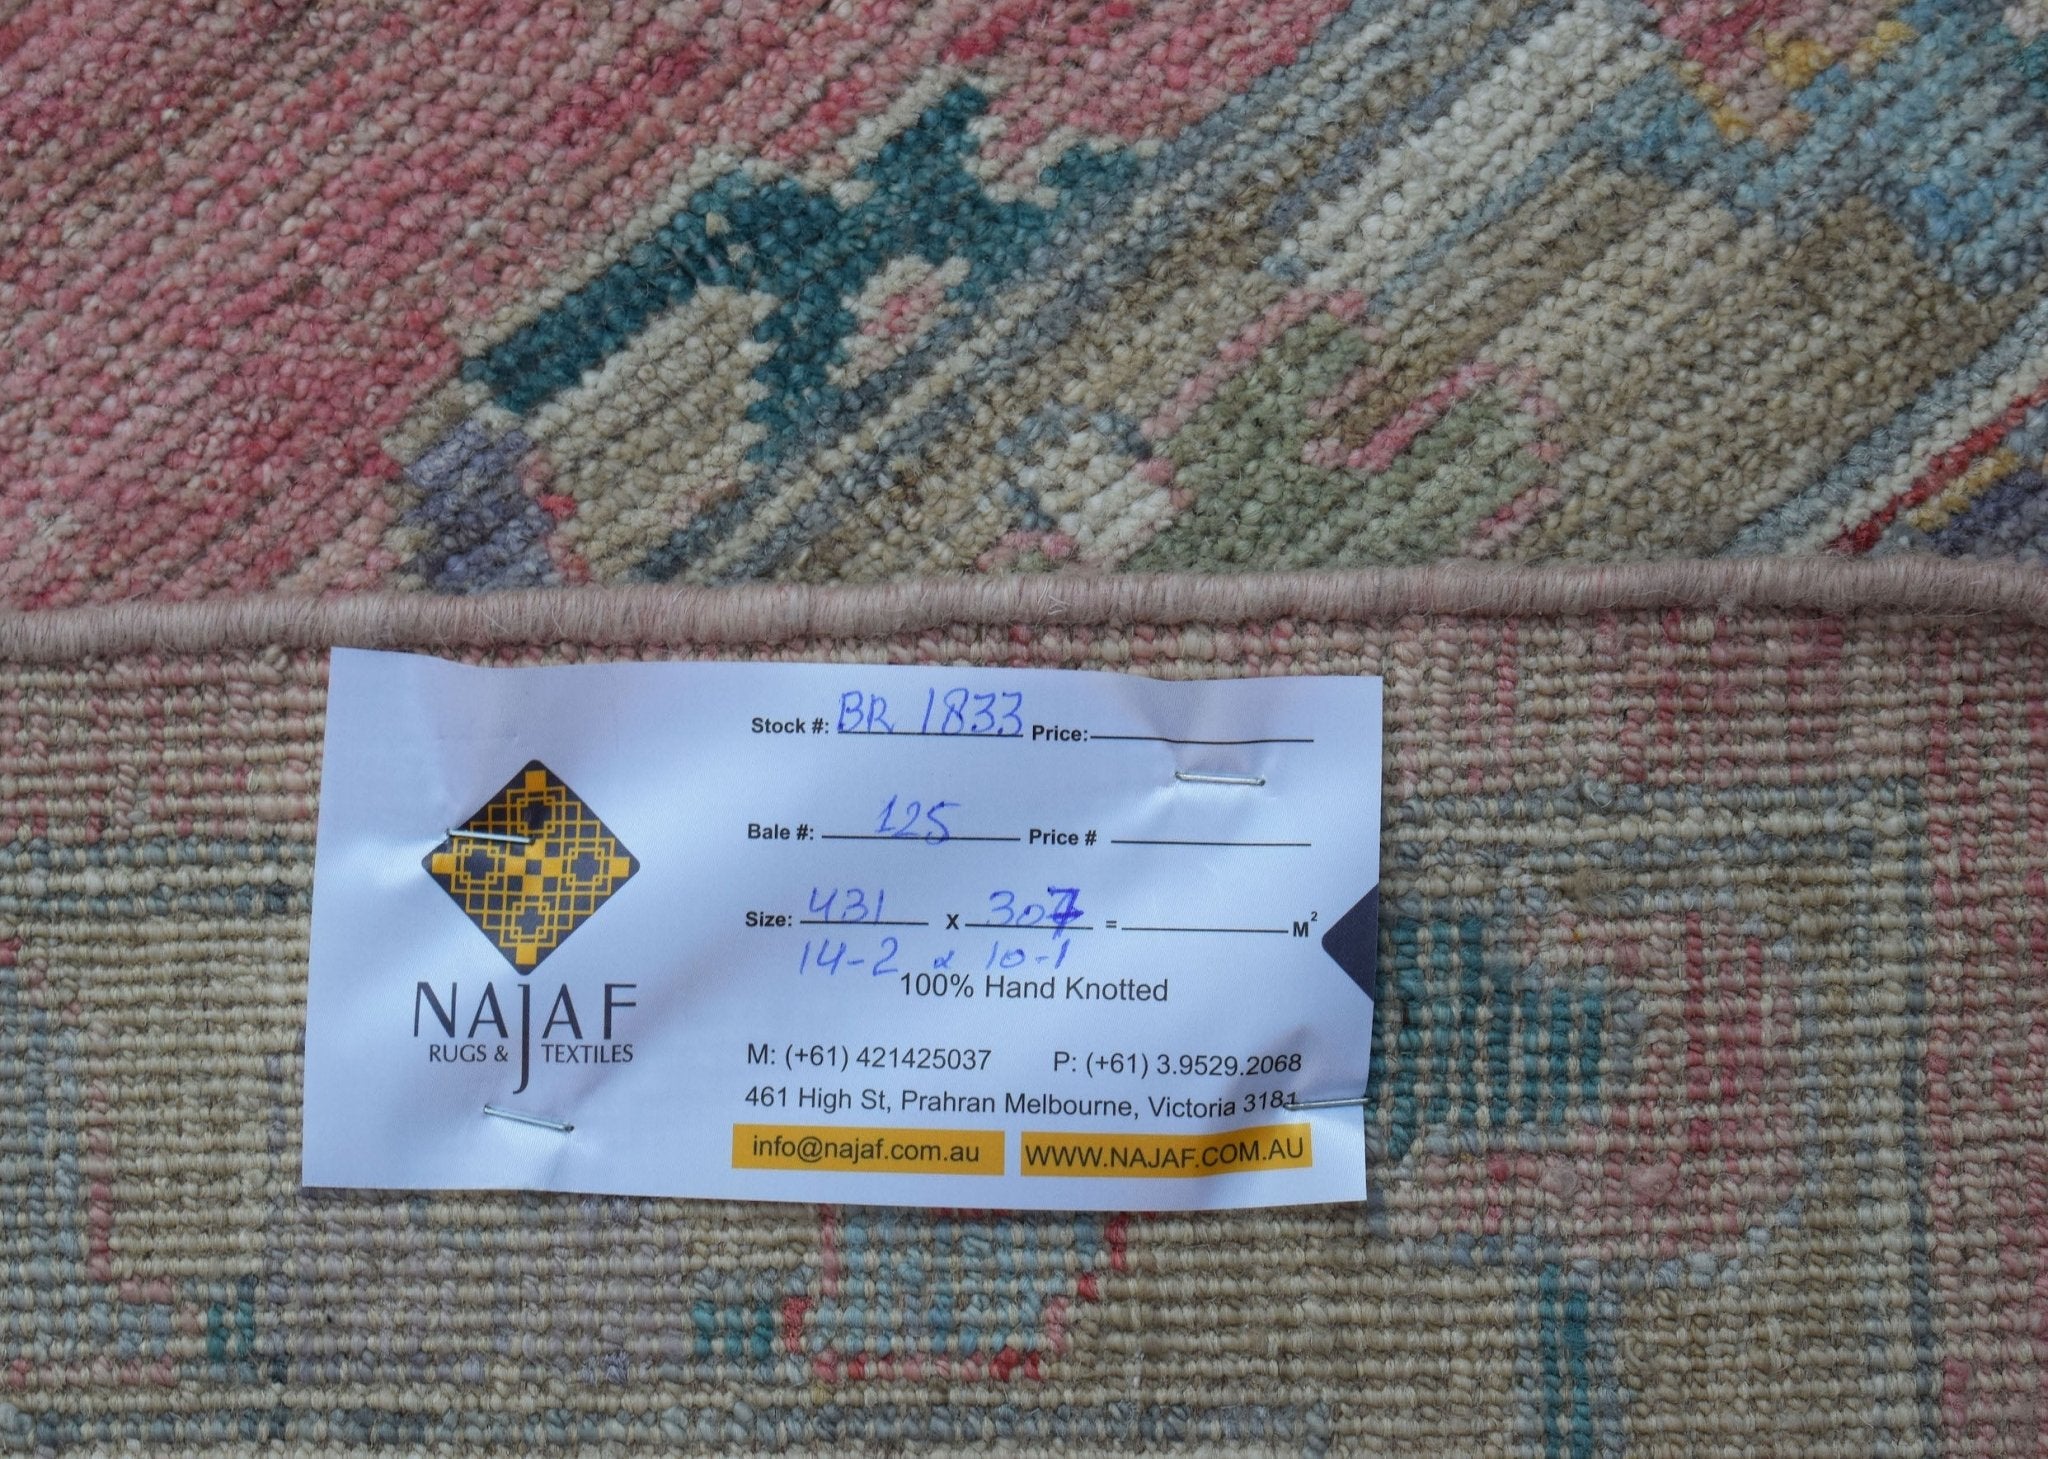 Stock #: BR 1833 Price:
Bale #: 125 Price #
Size: 431 x 307 = M²
14-2 x 10-1
100% Hand Knotted
NAJAF
RUGS & TEXTILES
M: (+61) 421425037 P: (+61) 3.9529.2068
461 High St, Prahran Melbourne, Victoria 3181
info@najaf.com.au WWW.NAJAF.COM.AU